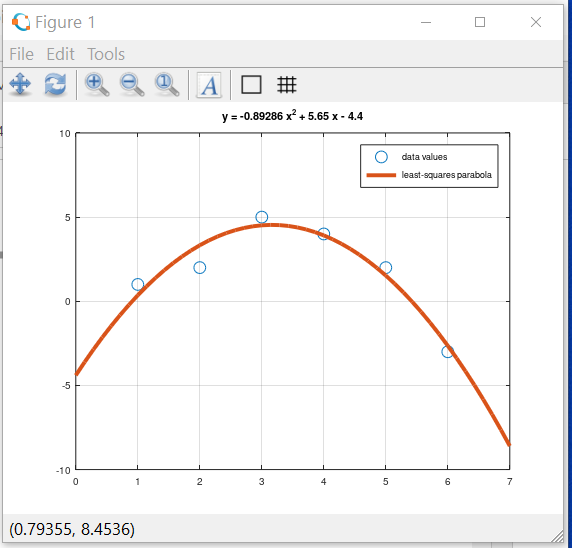 Figure 1
File Edit Tools
A
y = -0.89286 x² + 5.65 x - 4.4
data values
least-squares parabola
10
5
0
-5
-10
0 1 2 3 4 5 6 7
(0.79355, 8.4536)